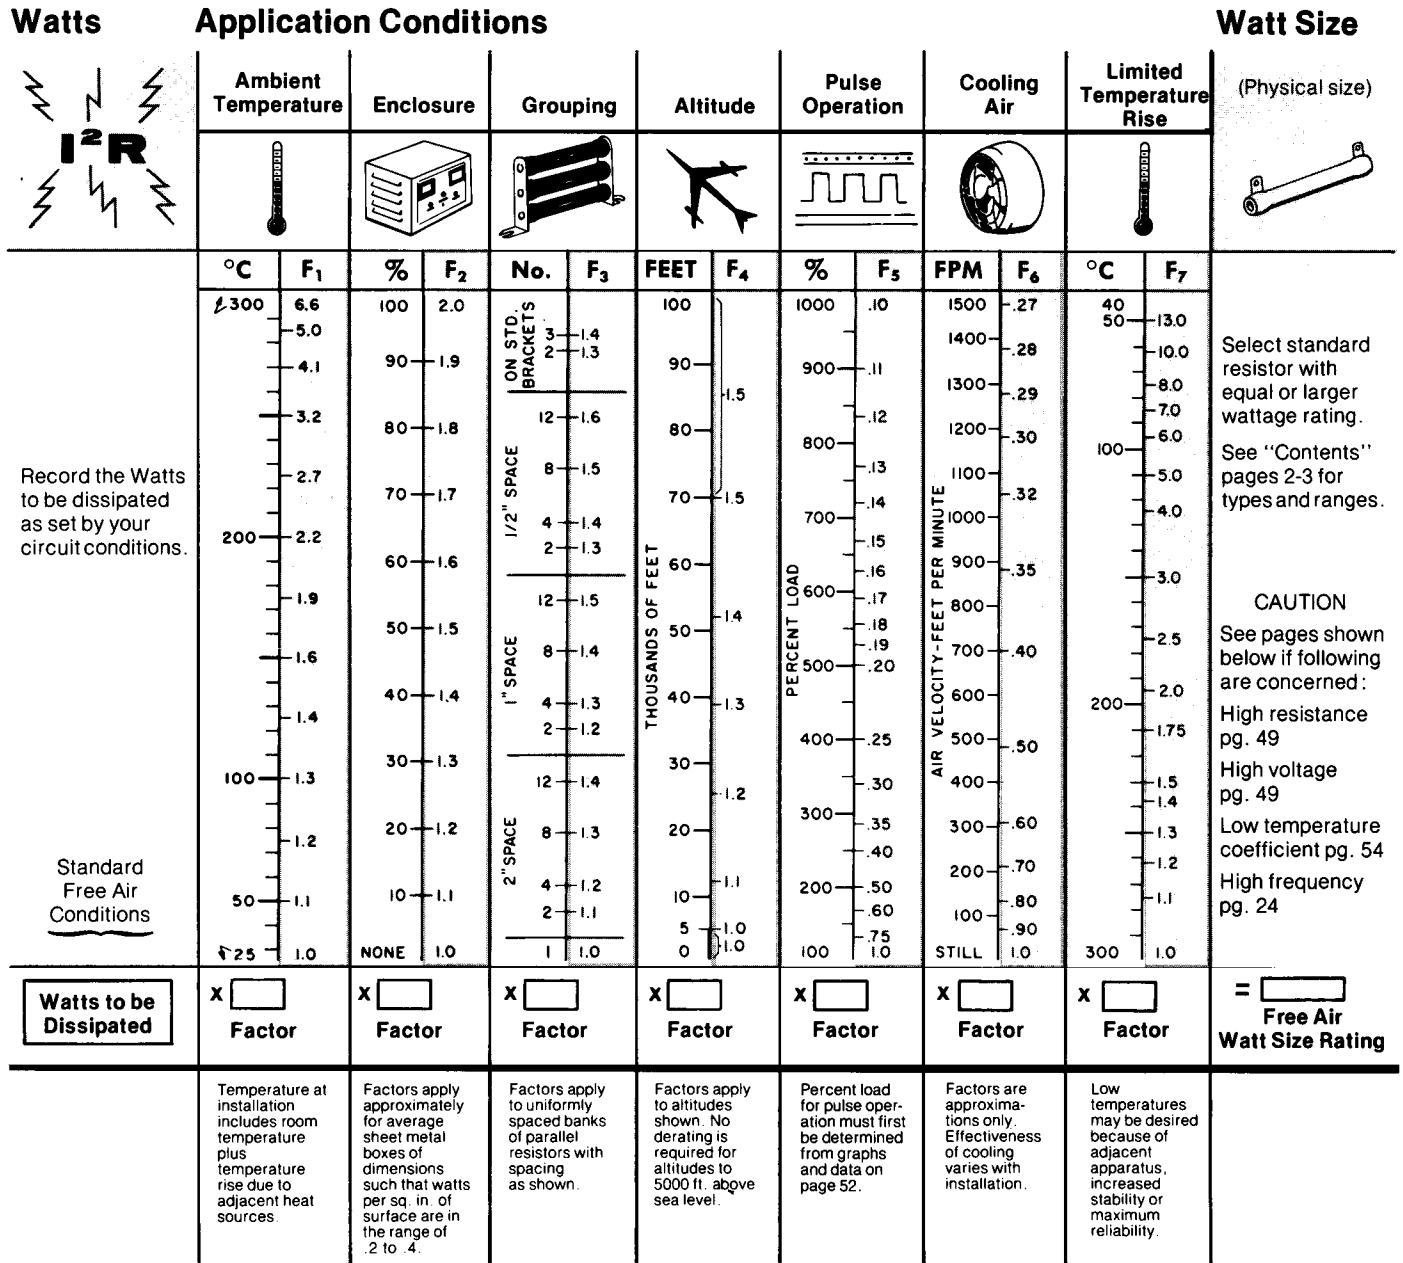 Watts
Application Conditions
Watt Size
I²R
Ambient
Temperature
Enclosure
Grouping
Altitude
Pulse
Operation
Cooling
Air
Limited
Temperature
Rise
(Physical size)
°C F₁
300 6.6
5.0
4.1
3.2
2.7
200 2.2
1.9
1.6
1.4
100 1.3
1.2
50 1.1
25 1.0
% F₂
100 2.0
90 1.9
80 1.8
70 1.7
60 1.6
50 1.5
40 1.4
30 1.3
20 1.2
10 1.1
NONE 1.0
No. F₃
ON STD.
BRACKETS
3 1.4
2 1.3
1/2" SPACE
12 1.6
8 1.5
4 1.4
2 1.3
1" SPACE
12 1.5
8 1.4
4 1.3
2 1.2
2" SPACE
12 1.4
8 1.3
4 1.2
2 1.1
1 1.0
FEET F₄
THOUSANDS OF FEET
100
90
1.5
80
70 1.5
60
1.4
50
40
1.3
30
1.2
20
1.1
10
5 1.0
0 1.0
% F₅
PERCENT LOAD
1000 .10
900 .11
.12
800
.13
.14
700
.15
.16
600
.17
.18
.19
500 .20
400 .25
.30
300
.35
.40
200 .50
.60
.75
100 1.0
FPM F₆
AIR VELOCITY-FEET PER MINUTE
1500 .27
1400
.28
1300
.29
1200
.30
1100
.32
1000
900
.35
800
700 .40
600
500
.50
400
300
.60
200
.70
.80
100
.90
STILL 1.0
°C F₇
40
50 13.0
10.0
8.0
7.0
6.0
100
5.0
4.0
3.0
2.5
2.0
200
1.75
1.5
1.4
1.3
1.2
1.1
300 1.0
Record the Watts
to be dissipated
as set by your
circuit conditions.
Standard
Free Air
Conditions
Select standard
resistor with
equal or larger
wattage rating.
See "Contents"
pages 2-3 for
types and ranges.
CAUTION
See pages shown
below if following
are concerned:
High resistance
pg. 49
High voltage
pg. 49
Low temperature
coefficient pg. 54
High frequency
pg. 24
Watts to be
Dissipated
x
Factor
x
Factor
x
Factor
x
Factor
x
Factor
x
Factor
x
Factor
=
Free Air
Watt Size Rating
Temperature at
installation
includes room
temperature
plus
temperature
rise due to
adjacent heat
sources.
Factors apply
approximately
for average
sheet metal
boxes of
dimensions
such that watts
per sq. in. of
surface are in
the range of
.2 to .4.
Factors apply
to uniformly
spaced banks
of parallel
resistors with
spacing
as shown.
Factors apply
to altitudes
shown. No
derating is
required for
altitudes to
5000 ft. above
sea level.
Percent load
for pulse oper-
ation must first
be determined
from graphs
and data on
page 52.
Factors are
approxima-
tions only.
Effectiveness
of cooling
varies with
installation.
Low
temperatures
may be desired
because of
adjacent
apparatus,
increased
stability or
maximum
reliability.